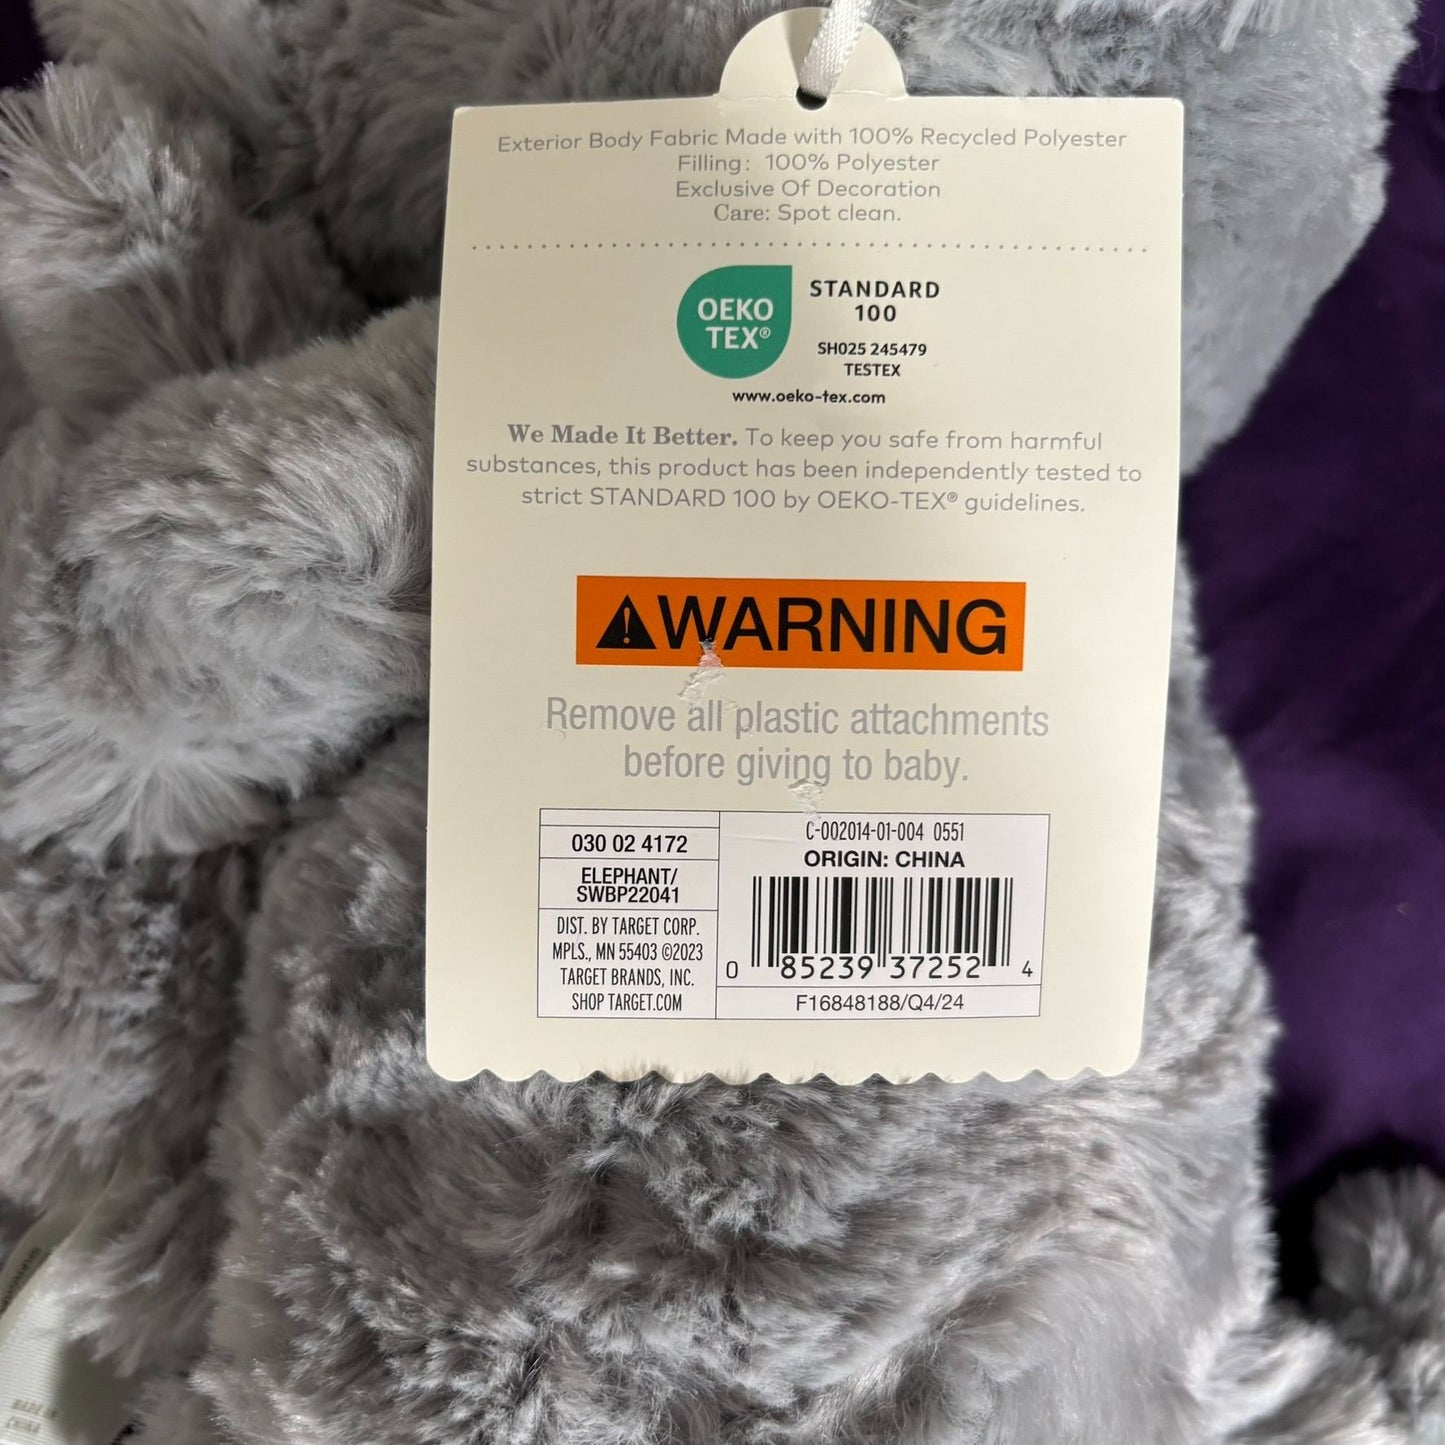 Exterior Body Fabric Made with 100% Recycled Polyester
Filling: 100% Polyester
Exclusive Of Decoration
Care: Spot clean.
OEKO
TEX®
STANDARD
100
SH025 245479
TESTEX
www.oeko-tex.com
We Made It Better. To keep you safe from harmful
substances, this product has been independently tested to
strict STANDARD 100 by OEKO-TEX® guidelines.
WARNING
Remove all plastic attachments
before giving to baby.
030 02 4172
ELEPHANT/
SWBP22041
DIST. BY TARGET CORP.
MPLS., MN 55403 ©2023
TARGET BRANDS, INC.
SHOP TARGET.COM
C-002014-01-004 0551
ORIGIN: CHINA
0 85239 37252 4
F16848188/Q4/24
MADE IN
CHINA